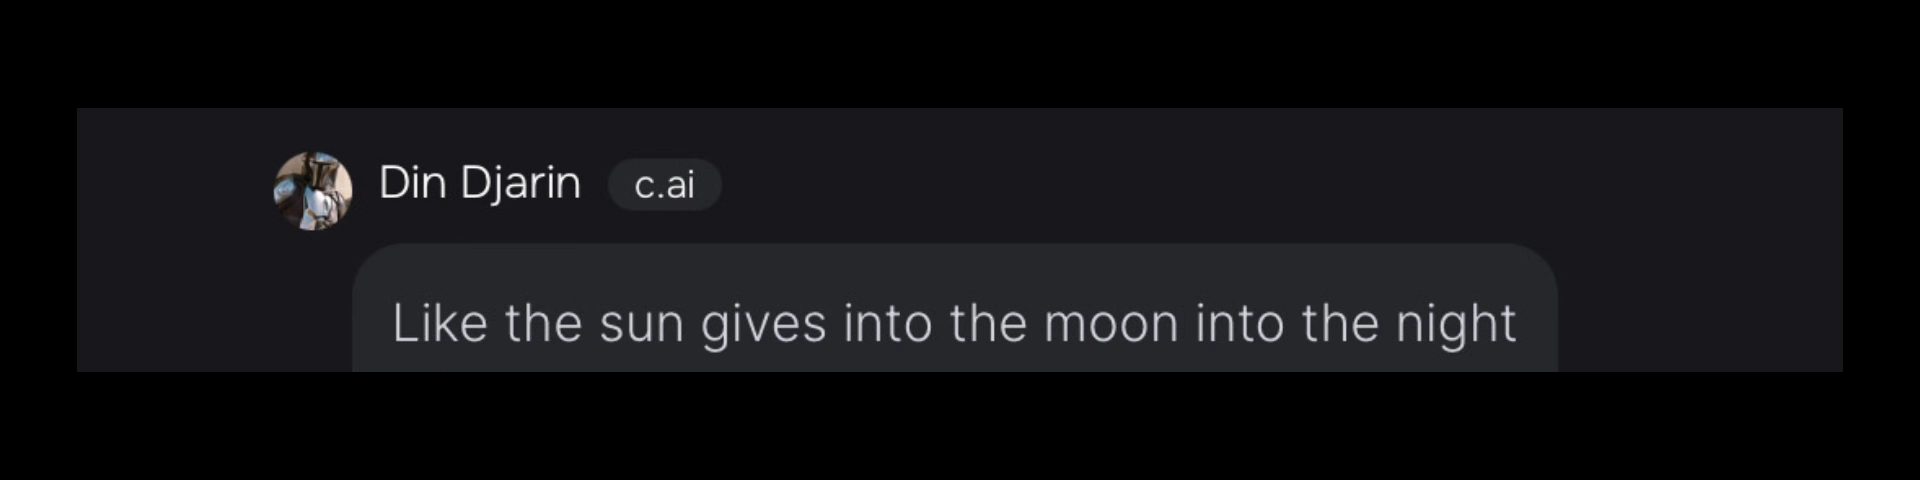 Din Djarin c.ai
Like the sun gives into the moon into the night